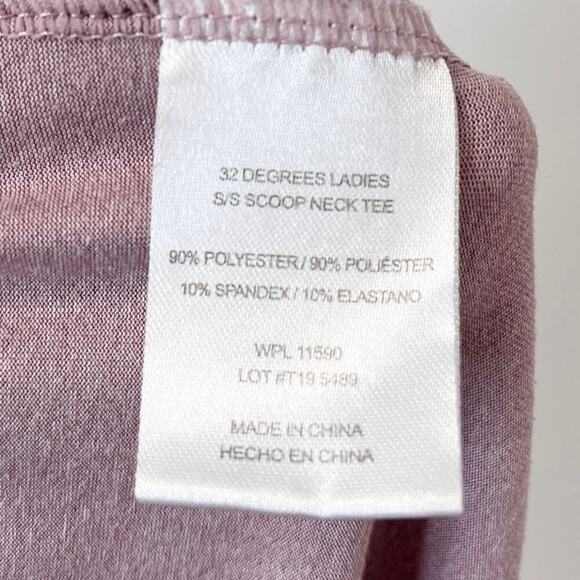 32 DEGREES LADIES
S/S SCOOP NECK TEE
90% POLYESTER / 90% POLIÉSTER
10% SPANDEX / 10% ELASTANO
WPL 11590
LOT #T19 5489
MADE IN CHINA
HECHO EN CHINA